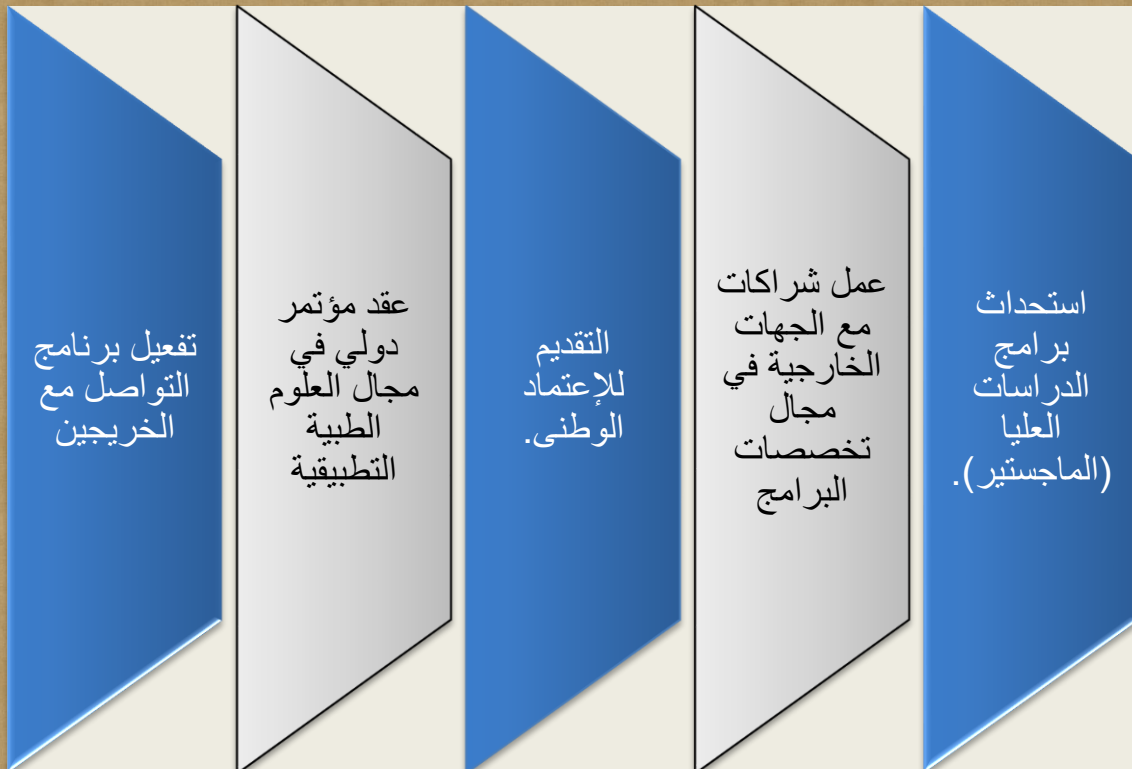 استحداث
برامج
الدراسات
العليا
(الماجستير).
عمل شراكات
مع الجهات
الخارجية في
مجال
تخصصات
البرامج
التقديم
للإعتماد
الوطنى.
عقد مؤتمر
دولي في
مجال العلوم
الطبية
التطبيقية
تفعيل برنامج
التواصل مع
الخريجين